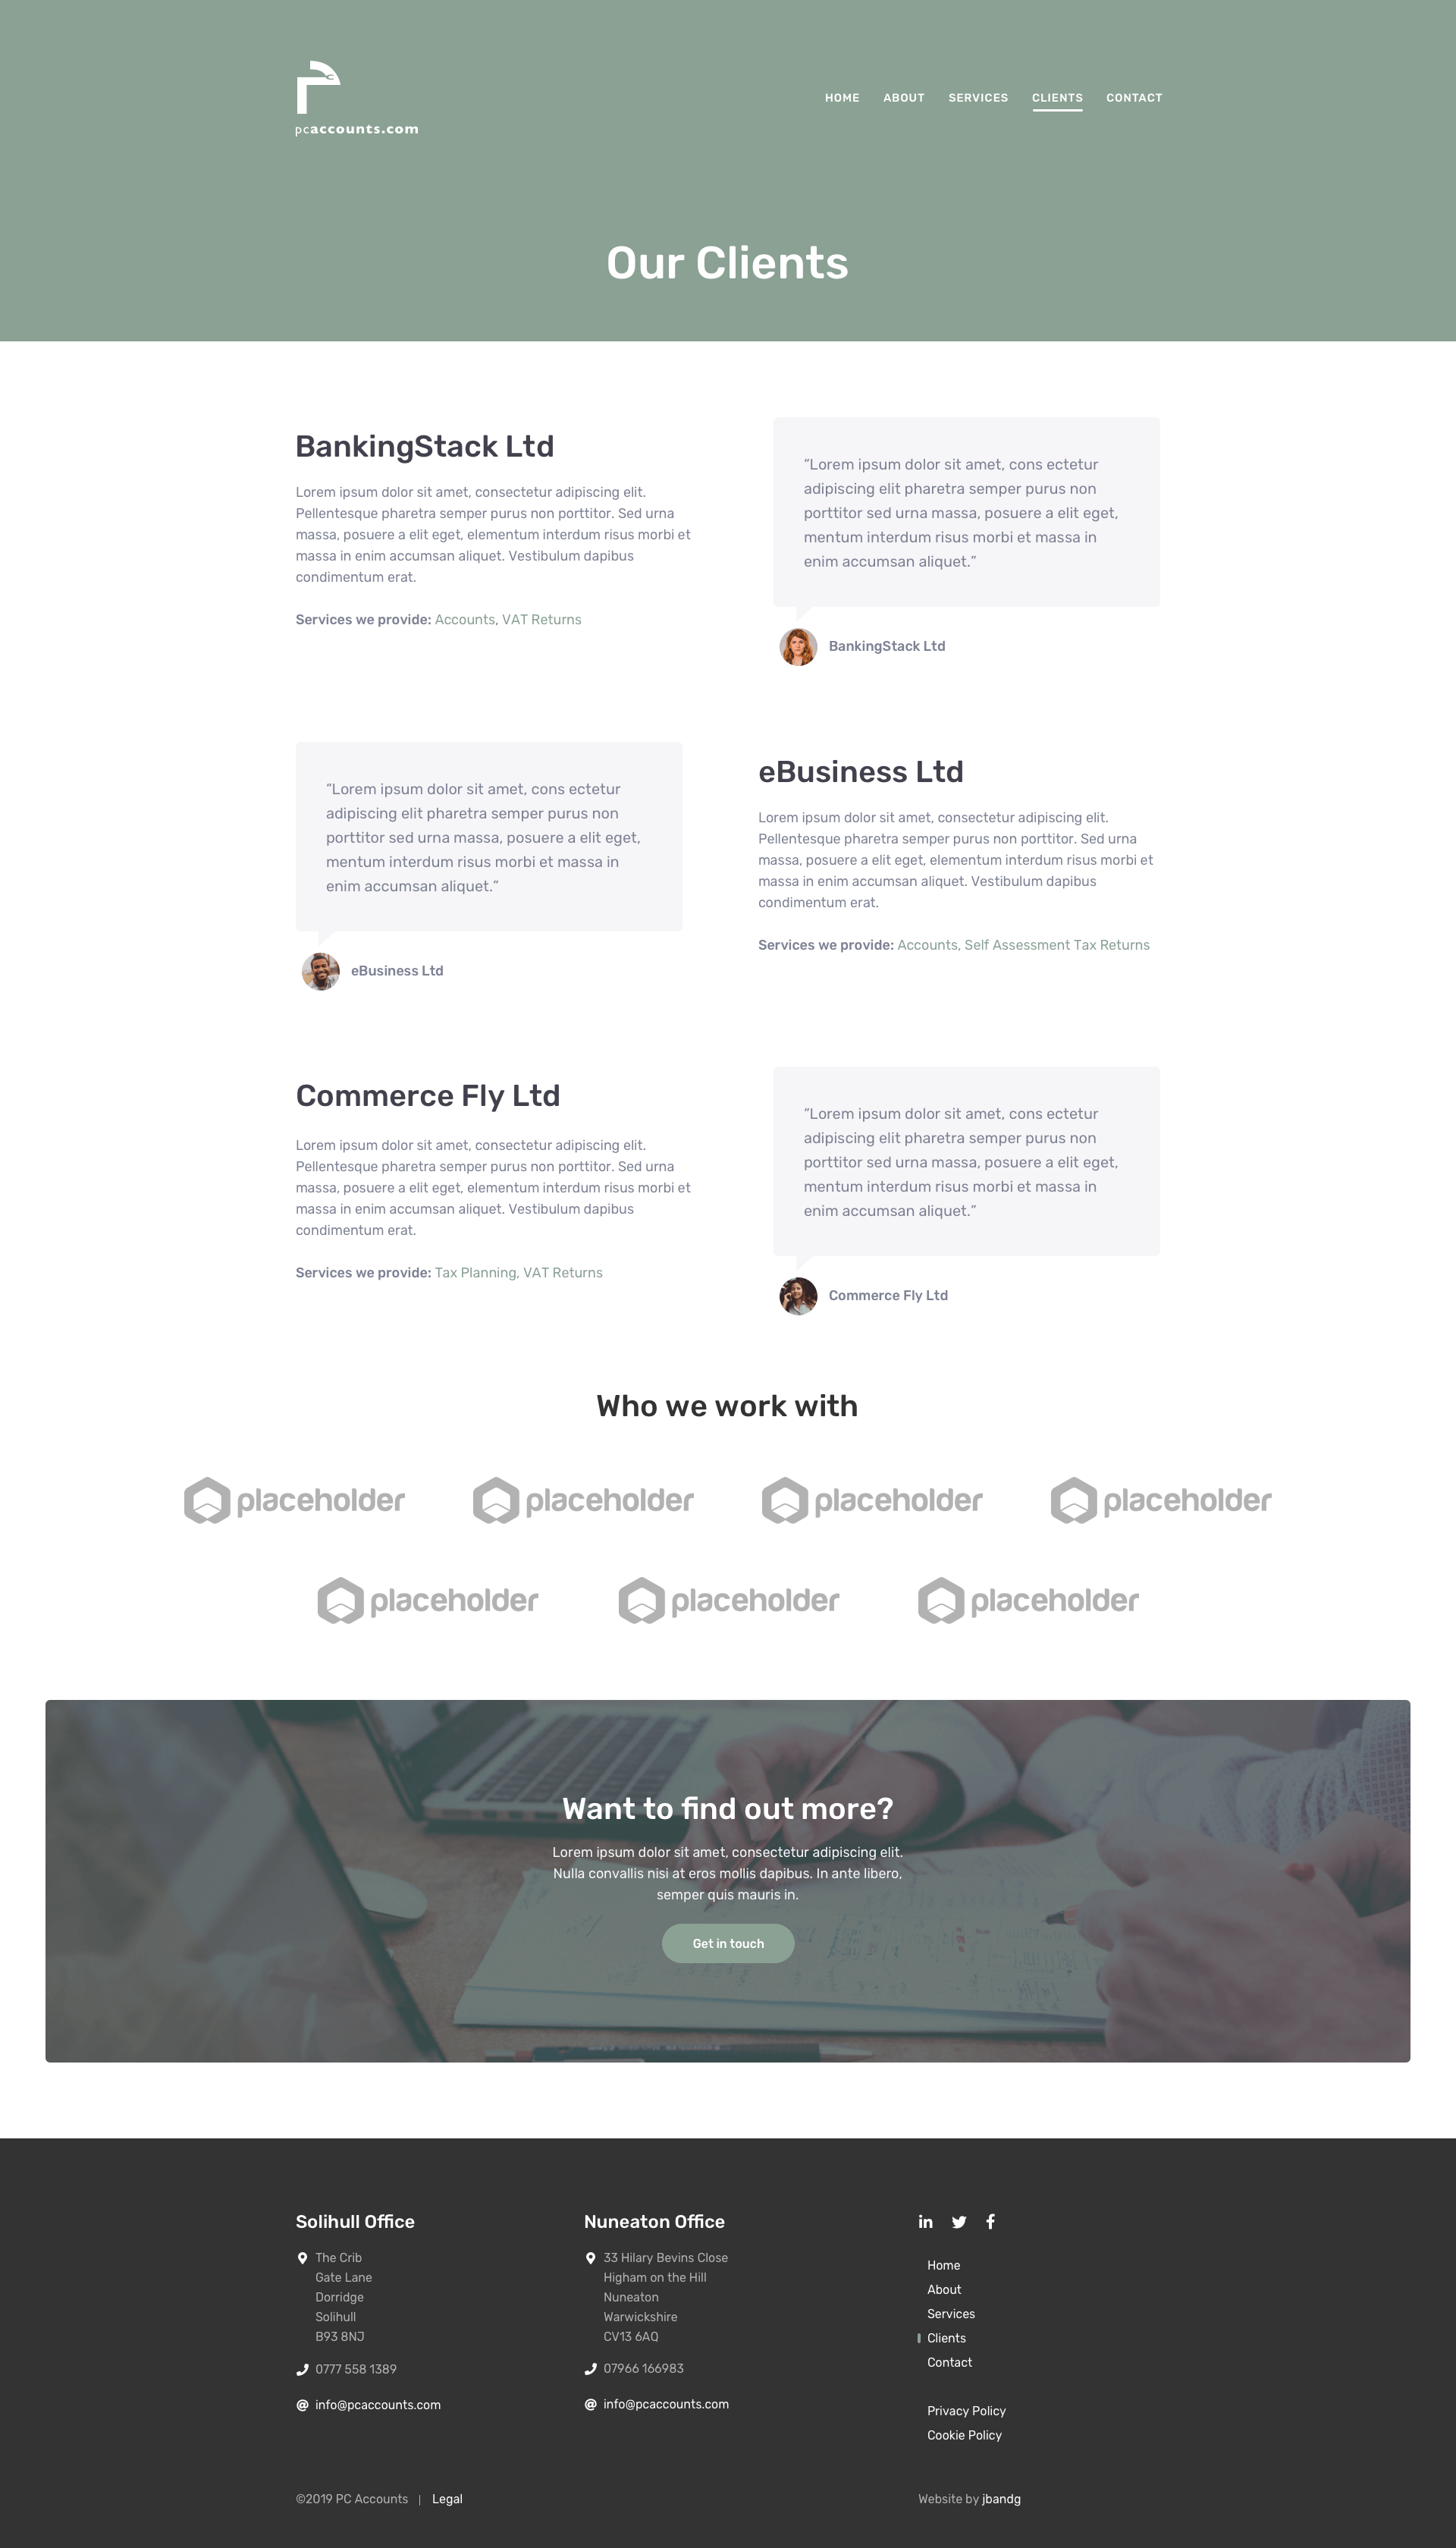 pcaccounts.com
HOME ABOUT SERVICES CLIENTS CONTACT
Our Clients
BankingStack Ltd
Lorem ipsum dolor sit amet, consectetur adipiscing elit.
Pellentesque pharetra semper purus non porttitor. Sed urna
massa, posuere a elit eget, elementum interdum risus morbi et
massa in enim accumsan aliquet. Vestibulum dapibus
condimentum erat.
Services we provide: Accounts, VAT Returns
“Lorem ipsum dolor sit amet, cons ectetur
adipiscing elit pharetra semper purus non
porttitor sed urna massa, posuere a elit eget,
mentum interdum risus morbi et massa in
enim accumsan aliquet.”
BankingStack Ltd
“Lorem ipsum dolor sit amet, cons ectetur
adipiscing elit pharetra semper purus non
porttitor sed urna massa, posuere a elit eget,
mentum interdum risus morbi et massa in
enim accumsan aliquet.”
eBusiness Ltd
eBusiness Ltd
Lorem ipsum dolor sit amet, consectetur adipiscing elit.
Pellentesque pharetra semper purus non porttitor. Sed urna
massa, posuere a elit eget, elementum interdum risus morbi et
massa in enim accumsan aliquet. Vestibulum dapibus
condimentum erat.
Services we provide: Accounts, Self Assessment Tax Returns
Commerce Fly Ltd
Lorem ipsum dolor sit amet, consectetur adipiscing elit.
Pellentesque pharetra semper purus non porttitor. Sed urna
massa, posuere a elit eget, elementum interdum risus morbi et
massa in enim accumsan aliquet. Vestibulum dapibus
condimentum erat.
Services we provide: Tax Planning, VAT Returns
“Lorem ipsum dolor sit amet, cons ectetur
adipiscing elit pharetra semper purus non
porttitor sed urna massa, posuere a elit eget,
mentum interdum risus morbi et massa in
enim accumsan aliquet.”
Commerce Fly Ltd
Who we work with
placeholder placeholder placeholder placeholder
placeholder placeholder placeholder
Want to find out more?
Lorem ipsum dolor sit amet, consectetur adipiscing elit.
Nulla convallis nisi at eros mollis dapibus. In ante libero,
semper quis mauris in.
Get in touch
Solihull Office
The Crib
Gate Lane
Dorridge
Solihull
B93 8NJ
0777 558 1389
info@pcaccounts.com
Nuneaton Office
33 Hilary Bevins Close
Higham on the Hill
Nuneaton
Warwickshire
CV13 6AQ
07966 166983
info@pcaccounts.com
Home
About
Services
Clients
Contact
Privacy Policy
Cookie Policy
©2019 PC Accounts | Legal
Website by jbandg